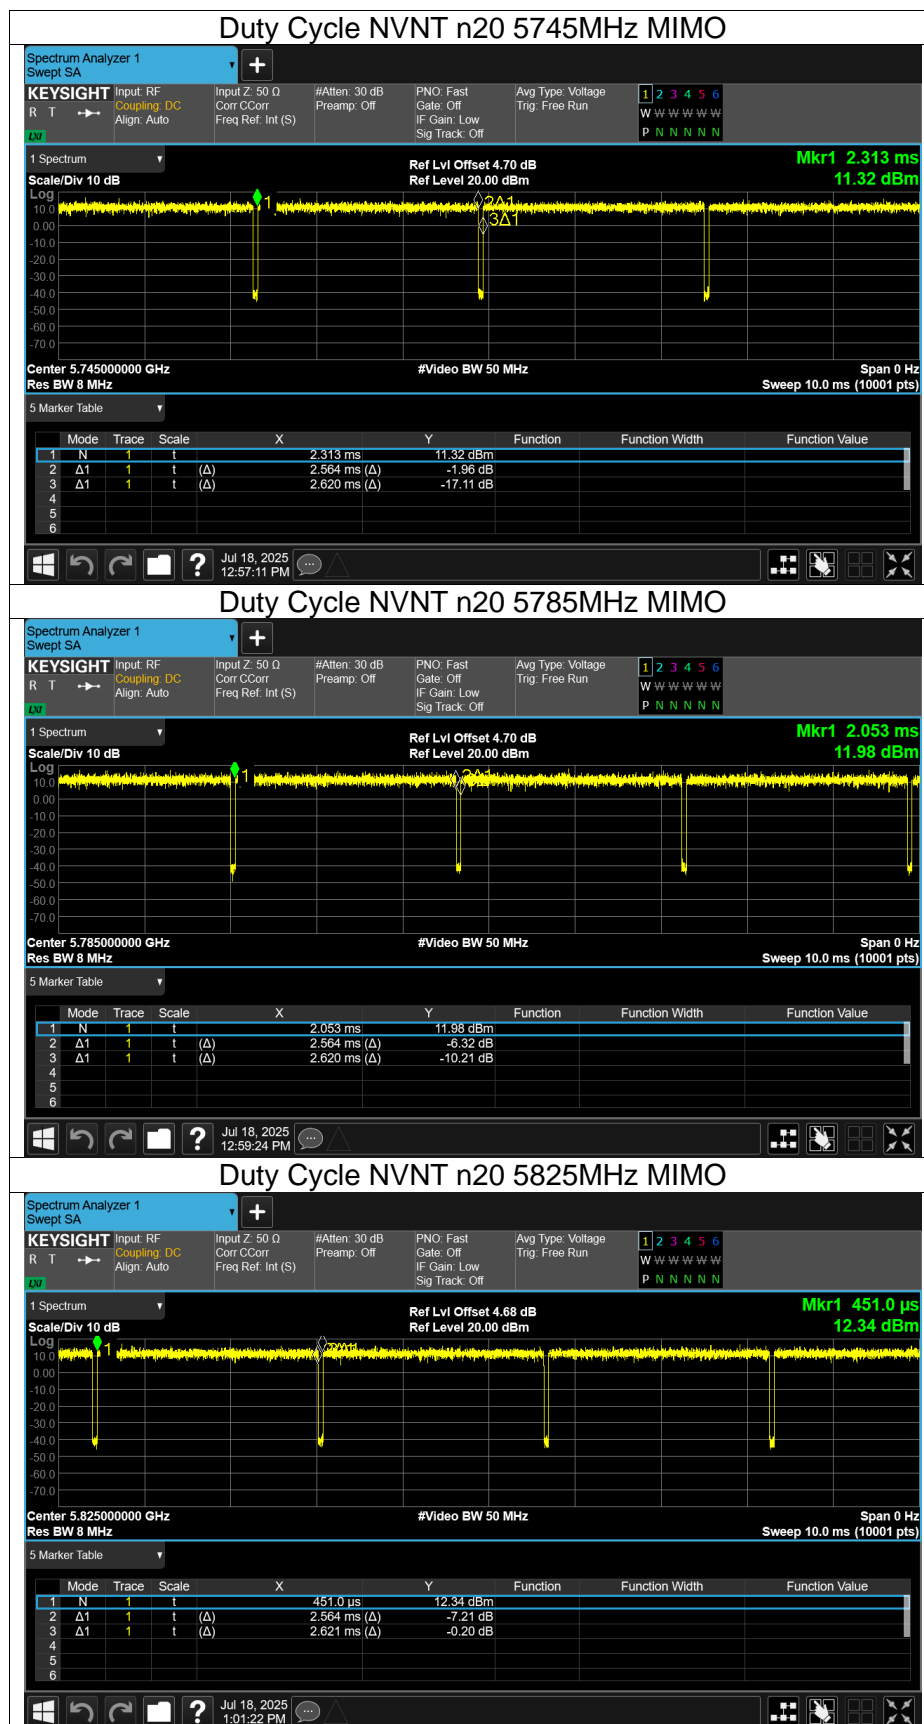 Duty Cycle NVNT n20 5745MHz MIMO
Spectrum Analyzer 1
Swept SA
+
KEYSIGHT Input: RF Input Z: 50 Ω #Atten: 30 dB PNO: Fast Avg Type: Voltage 1 2 3 4 5 6
R T Coupling: DC Corr CCorr Preamp: Off Gate: Off Trig: Free Run W W W W W W
Align: Auto Freq Ref: Int (S) IF Gain: Low P N N N N N
LXI Sig Track: Off
1 Spectrum Ref Lvl Offset 4.70 dB Mkr1 2.313 ms
Scale/Div 10 dB Ref Level 20.00 dBm 11.32 dBm
Log
1 2Δ1
10.0
3Δ1
0.00
-10.0
-20.0
-30.0
-40.0
-50.0
-60.0
-70.0
Center 5.745000000 GHz #Video BW 50 MHz Span 0 Hz
Res BW 8 MHz Sweep 10.0 ms (10001 pts)
5 Marker Table
Mode Trace Scale X Y Function Function Width Function Value
1 N 1 t 2.313 ms 11.32 dBm
2 Δ1 1 t (Δ) 2.564 ms (Δ) -1.96 dB
3 Δ1 1 t (Δ) 2.620 ms (Δ) -17.11 dB
4
5
6
? Jul 18, 2025
12:57:11 PM
Duty Cycle NVNT n20 5785MHz MIMO
Spectrum Analyzer 1
Swept SA
+
KEYSIGHT Input: RF Input Z: 50 Ω #Atten: 30 dB PNO: Fast Avg Type: Voltage 1 2 3 4 5 6
R T Coupling: DC Corr CCorr Preamp: Off Gate: Off Trig: Free Run W W W W W W
Align: Auto Freq Ref: Int (S) IF Gain: Low P N N N N N
LXI Sig Track: Off
1 Spectrum Ref Lvl Offset 4.70 dB Mkr1 2.053 ms
Scale/Div 10 dB Ref Level 20.00 dBm 11.98 dBm
Log
1
10.0
0.00
-10.0
-20.0
-30.0
-40.0
-50.0
-60.0
-70.0
Center 5.785000000 GHz #Video BW 50 MHz Span 0 Hz
Res BW 8 MHz Sweep 10.0 ms (10001 pts)
5 Marker Table
Mode Trace Scale X Y Function Function Width Function Value
1 N 1 t 2.053 ms 11.98 dBm
2 Δ1 1 t (Δ) 2.564 ms (Δ) -6.32 dB
3 Δ1 1 t (Δ) 2.620 ms (Δ) -10.21 dB
4
5
6
? Jul 18, 2025
12:59:24 PM
Duty Cycle NVNT n20 5825MHz MIMO
Spectrum Analyzer 1
Swept SA
+
KEYSIGHT Input: RF Input Z: 50 Ω #Atten: 30 dB PNO: Fast Avg Type: Voltage 1 2 3 4 5 6
R T Coupling: DC Corr CCorr Preamp: Off Gate: Off Trig: Free Run W W W W W W
Align: Auto Freq Ref: Int (S) IF Gain: Low P N N N N N
LXI Sig Track: Off
1 Spectrum Ref Lvl Offset 4.68 dB Mkr1 451.0 µs
Scale/Div 10 dB Ref Level 20.00 dBm 12.34 dBm
Log
1
10.0
0.00
-10.0
-20.0
-30.0
-40.0
-50.0
-60.0
-70.0
Center 5.825000000 GHz #Video BW 50 MHz Span 0 Hz
Res BW 8 MHz Sweep 10.0 ms (10001 pts)
5 Marker Table
Mode Trace Scale X Y Function Function Width Function Value
1 N 1 t 451.0 µs 12.34 dBm
2 Δ1 1 t (Δ) 2.564 ms (Δ) -7.21 dB
3 Δ1 1 t (Δ) 2.621 ms (Δ) -0.20 dB
4
5
6
? Jul 18, 2025
1:01:22 PM